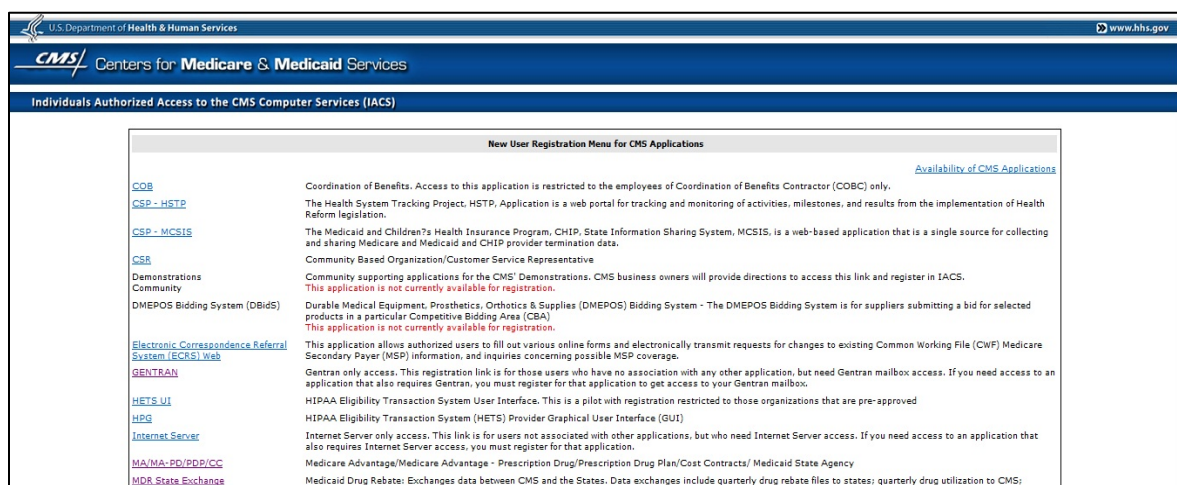 U.S. Department of Health & Human Services
www.hhs.gov
CMS/ Centers for Medicare & Medicaid Services
Individuals Authorized Access to the CMS Computer Services (IACS)
New User Registration Menu for CMS Applications
Availability of CMS Applications
COB
Coordination of Benefits. Access to this application is restricted to the employees of Coordination of Benefits Contractor (COBC) only.
CSP - HSTP
The Health System Tracking Project, HSTP, Application is a web portal for tracking and monitoring of activities, milestones, and results from the implementation of Health
Reform legislation.
CSP - MCSIS
The Medicaid and Children?s Health Insurance Program, CHIP, State Information Sharing System, MCSIS, is a web-based application that is a single source for collecting
and sharing Medicare and Medicaid and CHIP provider termination data.
CSR
Community Based Organization/Customer Service Representative
Demonstrations
Community
Community supporting applications for the CMS' Demonstrations. CMS business owners will provide directions to access this link and register in IACS.
This application is not currently available for registration.
DMEPOS Bidding System (DBidS)
Durable Medical Equipment, Prosthetics, Orthotics & Supplies (DMEPOS) Bidding System - The DMEPOS Bidding System is for suppliers submitting a bid for selected
products in a particular Competitive Bidding Area (CBA)
This application is not currently available for registration.
Electronic Correspondence Referral
System (ECRS) Web
This application allows authorized users to fill out various online forms and electronically transmit requests for changes to existing Common Working File (CWF) Medicare
Secondary Payer (MSP) information, and inquiries concerning possible MSP coverage.
GENTRAN
Gentran only access. This registration link is for those users who have no association with any other application, but need Gentran mailbox access. If you need access to an
application that also requires Gentran, you must register for that application to get access to your Gentran mailbox.
HETS UI
HIPAA Eligibility Transaction System User Interface. This is a pilot with registration restricted to those organizations that are pre-approved
HPG
HIPAA Eligibility Transaction System (HETS) Provider Graphical User Interface (GUI)
Internet Server
Internet Server only access. This link is for users not associated with other applications, but who need Internet Server access. If you need access to an application that
also requires Internet Server access, you must register for that application.
MA/MA-PD/PDP/CC
Medicare Advantage/Medicare Advantage - Prescription Drug/Prescription Drug Plan/Cost Contracts/ Medicaid State Agency
MDR State Exchange
Medicaid Drug Rebate: Exchanges data between CMS and the States. Data exchanges include quarterly drug rebate files to states; quarterly drug utilization to CMS;